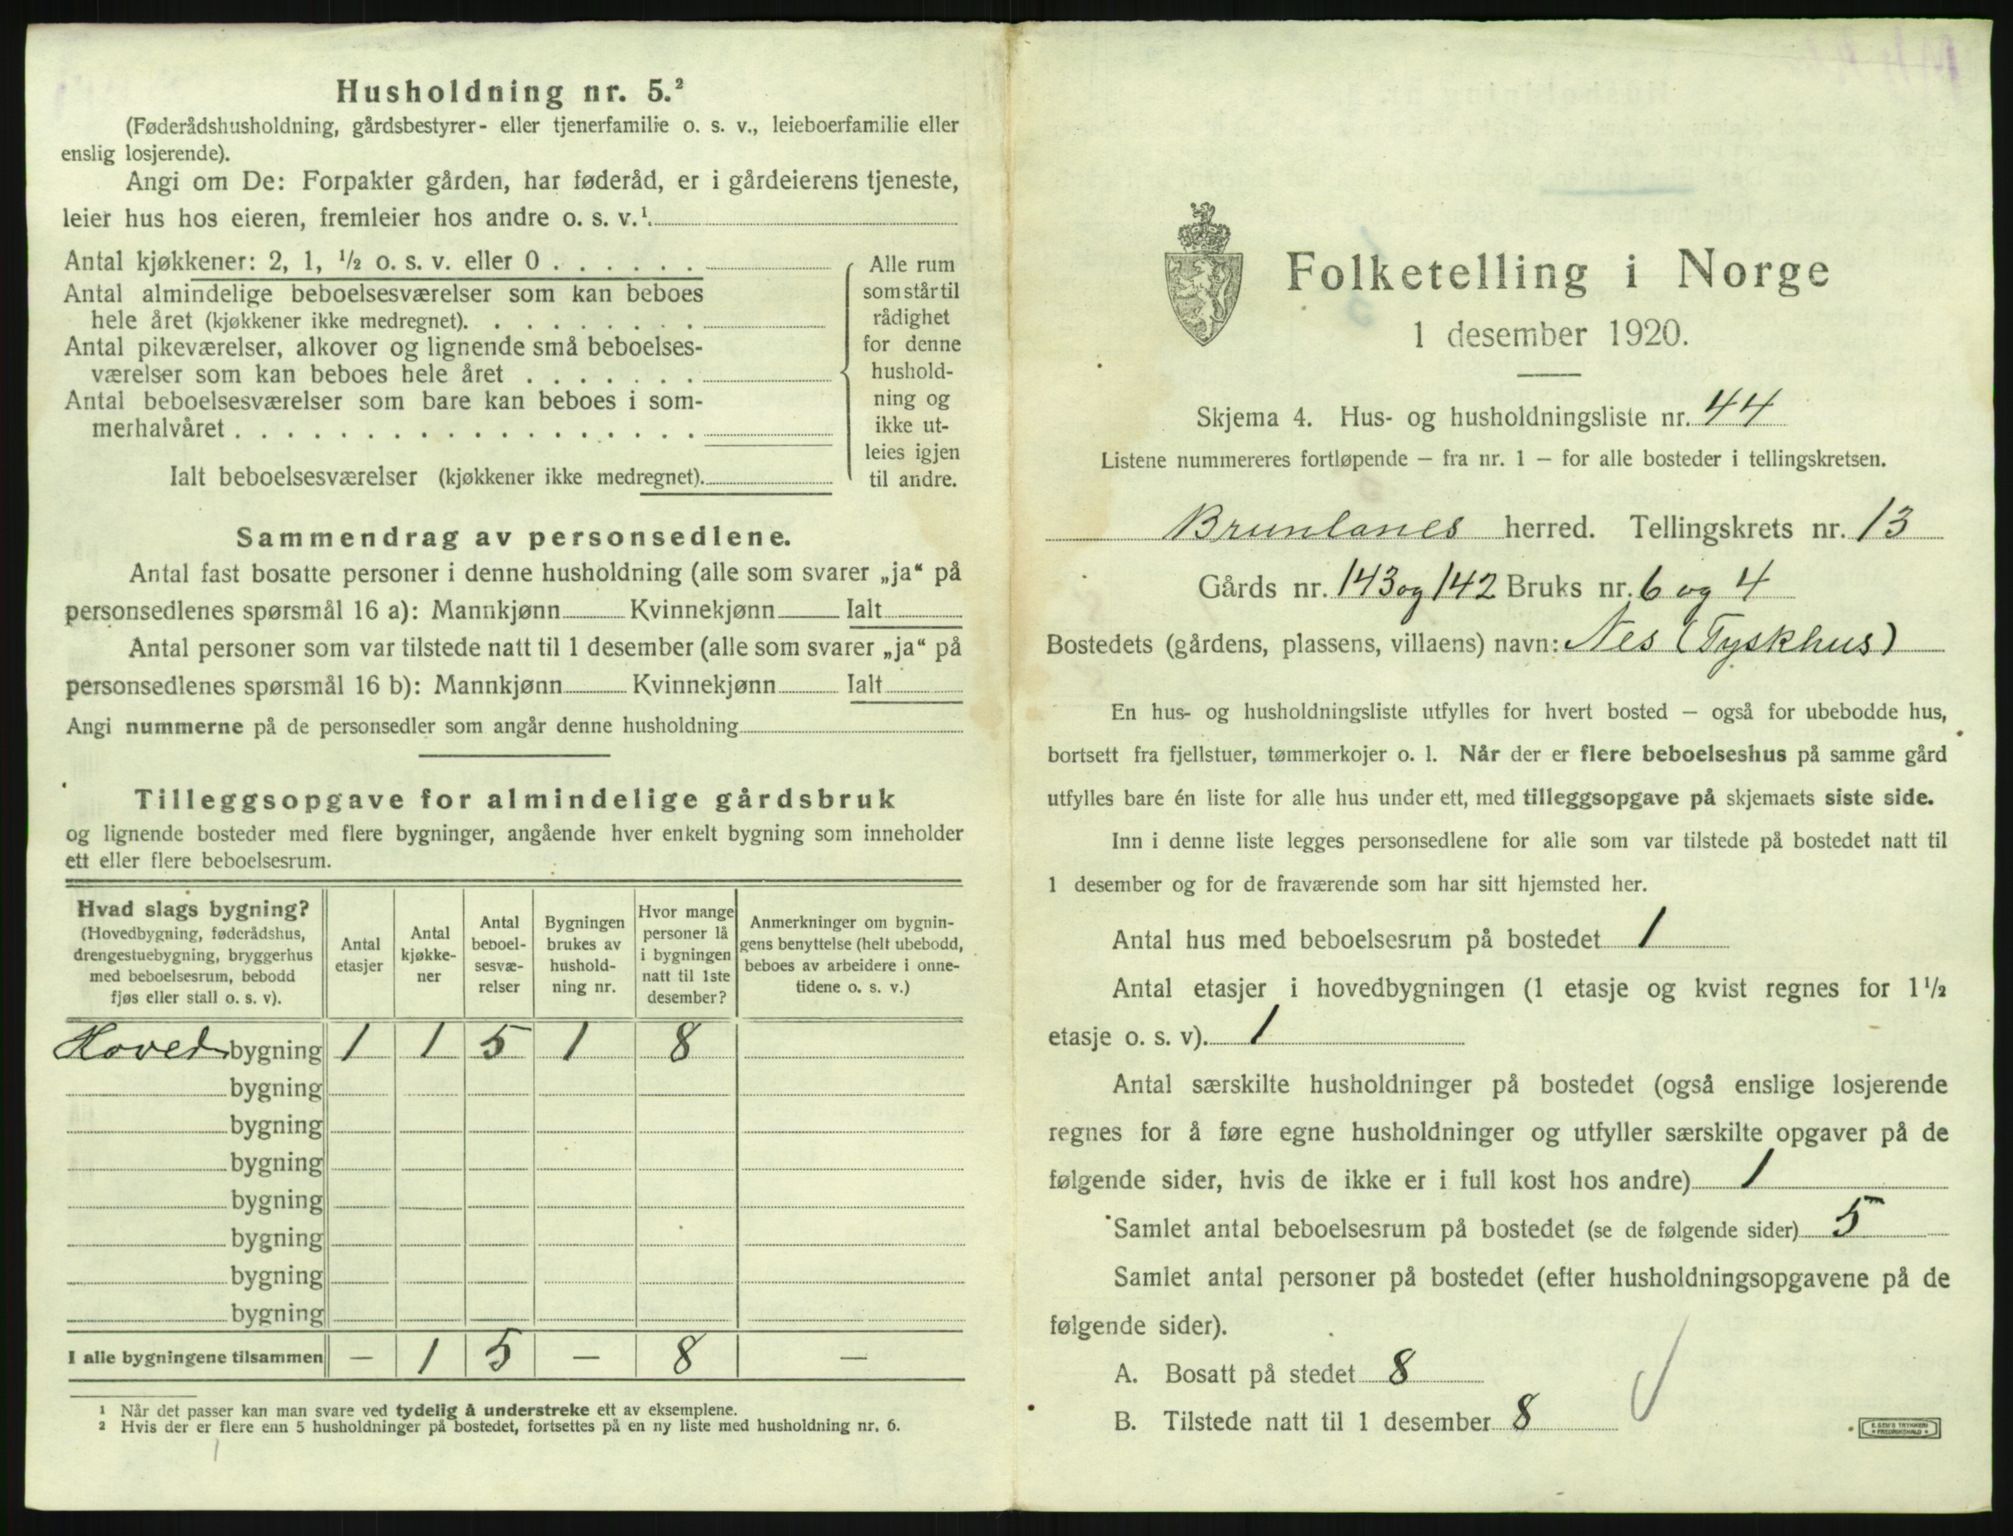 Husholdning nr. 5.²
(Føderådshusholdning, gårdsbestyrer- eller tjenerfamilie o. s. v., leieboerfamilie eller
enslig losjerende).
Angi om De: Forpakter gården, har føderåd, er i gårdeierens tjeneste,
leier hus hos eieren, fremleier hos andre o. s. v.¹
Antal kjøkkener: 2, 1, ½ o. s. v. eller 0 . . . . . .
Antal almindelige beboelsesværelser som kan beboes
hele året (kjøkkener ikke medregnet). . . . . . . . .
Antal pikeværelser, alkover og lignende små beboelses-
værelser som kan beboes hele året . . . . . . .
Antal beboelsesværelser som bare kan beboes i som-
merhalvåret . . . . . . . . . . . . . . . . . .
Ialt beboelsesværelser (kjøkkener ikke medregnet).
Alle rum
som står til
rådighet
for denne
hushold-
ning og
ikke ut-
leies igjen
til andre.
Sammendrag av personsedlene.
Antal fast bosatte personer i denne husholdning (alle som svarer „ja“ på
personsedlenes spørsmål 16 a): Mannkjønn Kvinnekjønn Ialt
Antal personer som var tilstede natt til 1 desember (alle som svarer „ja“ på
personsedlenes spørsmål 16 b): Mannkjønn Kvinnekjønn Ialt
Angi nummerne på de personsedler som angår denne husholdning
Tilleggsopgave for almindelige gårdsbruk
og lignende bosteder med flere bygninger, angående hver enkelt bygning som inneholder
ett eller flere beboelsesrum.
Hvad slags bygning?
(Hovedbygning, føderådshus,
drengestuebygning, bryggerhus
med beboelsesrum, bebodd
fjøs eller stall o. s. v).
Antal
etasjer
Antal
kjøkke-
ner
Antal
beboel-
sesvæ-
relser
Bygningen
brukes av
hushold-
ning nr.
Hvor mange
personer lå
i bygningen
natt til 1ste
desember?
Anmerkninger om bygnin-
gens benyttelse (helt ubebodd,
beboes av arbeidere i onne-
tidene o. s. v.)
Hoved bygning 1 1 5 1 8
bygning
bygning
bygning
bygning
bygning
bygning
bygning
I alle bygningene tilsammen — 1 5 — 8 —
¹ Når det passer kan man svare ved tydelig å understreke ett av eksemplene.
² Hvis der er flere enn 5 husholdninger på bostedet, fortsettes på en ny liste med husholdning nr. 6.
Folketelling i Norge
1 desember 1920.
Skjema 4. Hus- og husholdningsliste nr. 44
Listene nummereres fortløpende — fra nr. 1 — for alle bosteder i tellingskretsen.
Brunlanes herred. Tellingskrets nr. 13
Gårds nr. 143 og 142 Bruks nr. 6 og 4
Bostedets (gårdens, plassens, villaens) navn: Nes (Tyskhus)
En hus- og husholdningsliste utfylles for hvert bosted — også for ubebodde hus,
bortsett fra fjellstuer, tømmerkojer o. l. Når der er flere beboelseshus på samme gård
utfylles bare én liste for alle hus under ett, med tilleggsopgave på skjemaets siste side.
Inn i denne liste legges personsedlene for alle som var tilstede på bostedet natt til
1 desember og for de fraværende som har sitt hjemsted her.
Antal hus med beboelsesrum på bostedet 1
Antal etasjer i hovedbygningen (1 etasje og kvist regnes for 1½
etasje o. s. v). 1
Antal særskilte husholdninger på bostedet (også enslige losjerende
regnes for å føre egne husholdninger og utfyller særskilte opgaver på de
følgende sider, hvis de ikke er i full kost hos andre) 1
Samlet antal beboelsesrum på bostedet (se de følgende sider) 5
Samlet antal personer på bostedet (efter husholdningsopgavene på de
følgende sider).
A. Bosatt på stedet 8
B. Tilstede natt til 1 desember 8
E. SEM'S TRYKKERI
FREDRIKSHALD